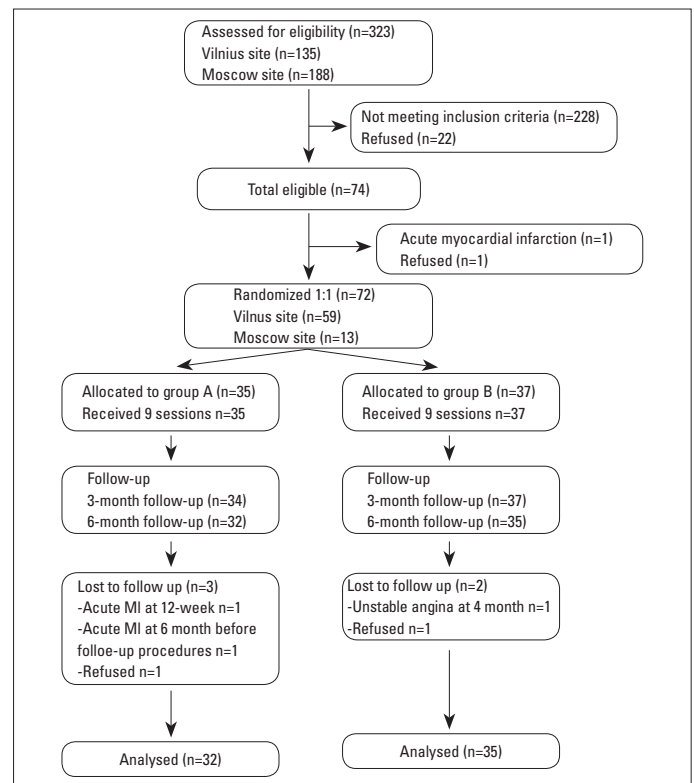 Assessed for eligibility (n=323)
Vilnius site (n=135)
Moscow site (n=188)
Not meeting inclusion criteria (n=228)
Refused (n=22)
Total eligible (n=74)
Acute myocardial infarction (n=1)
Refused (n=1)
Randomized 1:1 (n=72)
Vilnus site (n=59)
Moscow site (n=13)
Allocated to group A (n=35)
Received 9 sessions n=35
Allocated to group B (n=37)
Received 9 sessions n=37
Follow-up
3-month follow-up (n=34)
6-month follow-up (n=32)
Follow-up
3-month follow-up (n=37)
6-month follow-up (n=35)
Lost to follow up (n=3)
-Acute MI at 12-week n=1
-Acute MI at 6 month before
folloe-up procedures n=1
-Refused n=1
Lost to follow up (n=2)
-Unstable angina at 4 month n=1
-Refused n=1
Analysed (n=32)
Analysed (n=35)